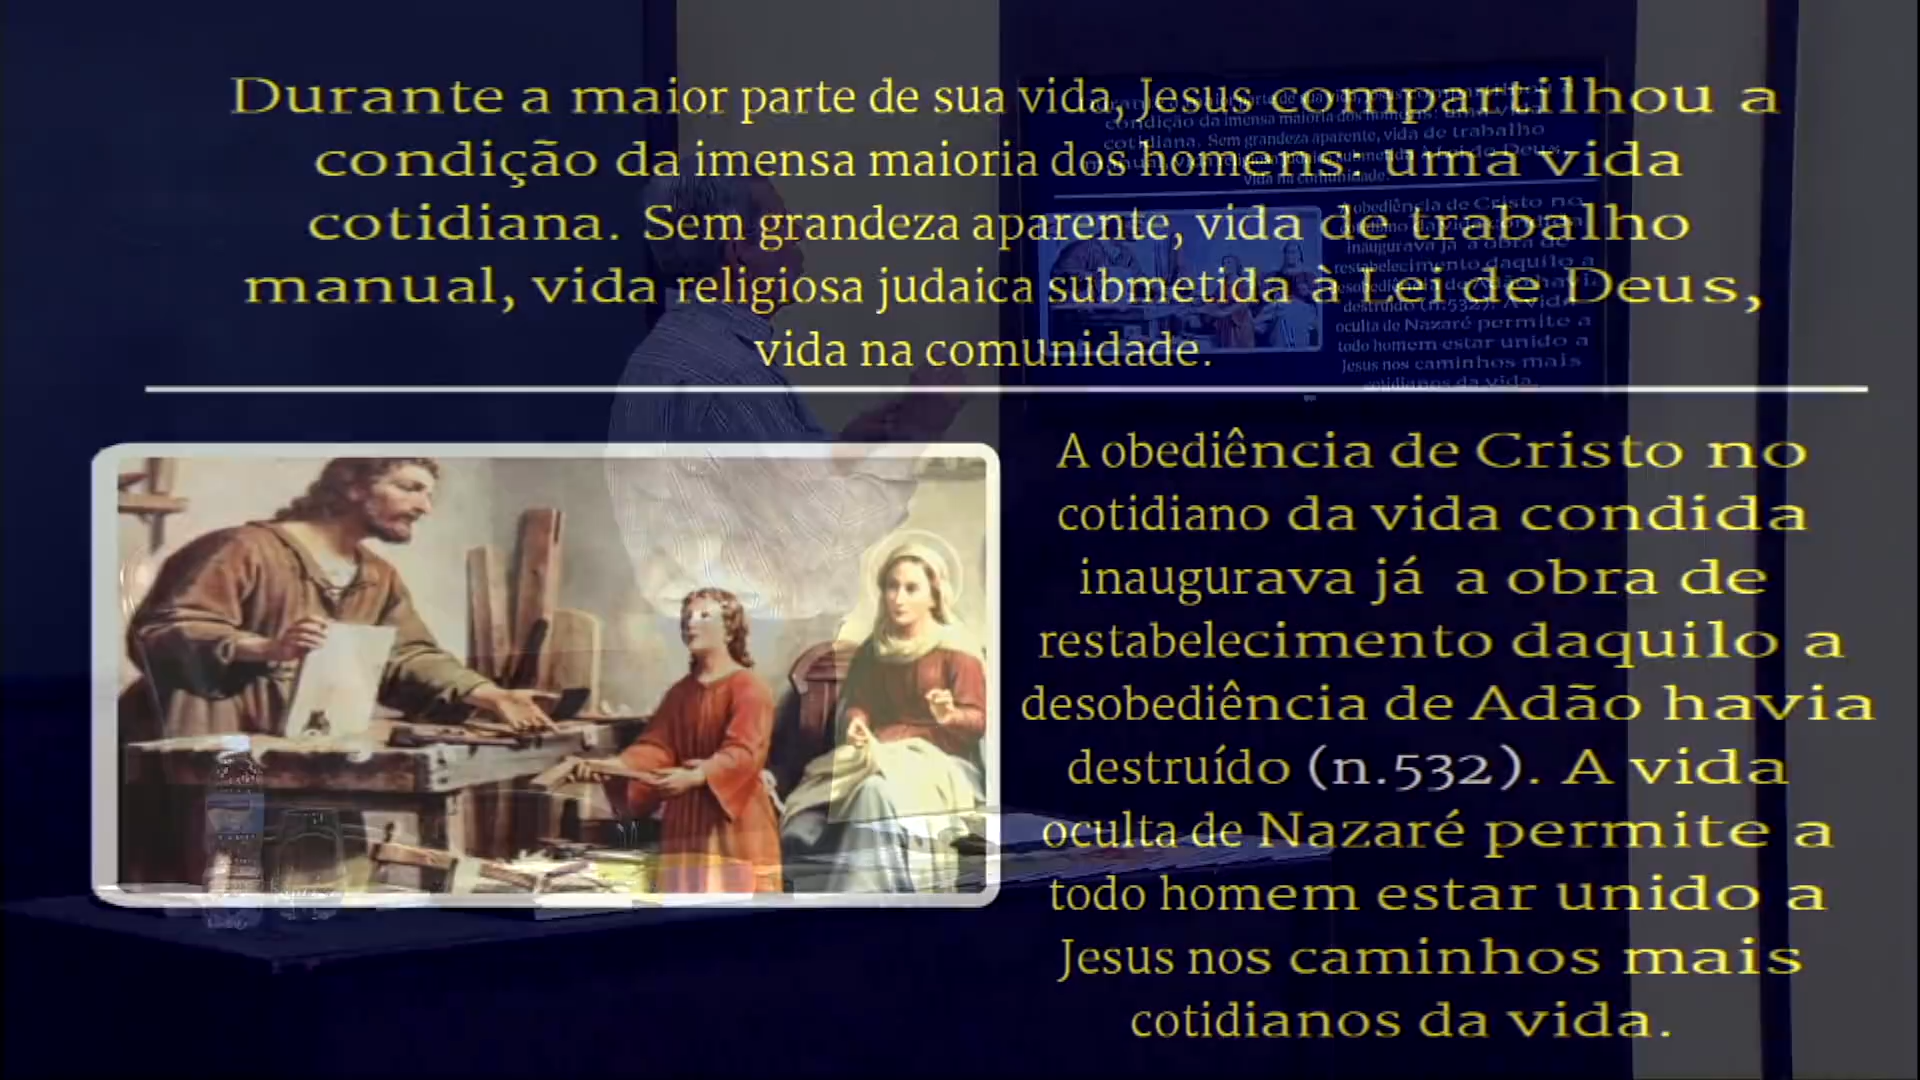 Durante a maior parte de sua vida, Jesus compartilhou a
condição da imensa maioria dos homens: uma vida
cotidiana. Sem grandeza aparente, vida de trabalho
manual, vida religiosa judaica submetida à Lei de Deus,
vida na comunidade.
A obediência de Cristo no
cotidiano da vida condida
inaugurava já a obra de
restabelecimento daquilo a
desobediência de Adão havia
destruído (n.532). A vida
oculta de Nazaré permite a
todo homem estar unido a
Jesus nos caminhos mais
cotidianos da vida.